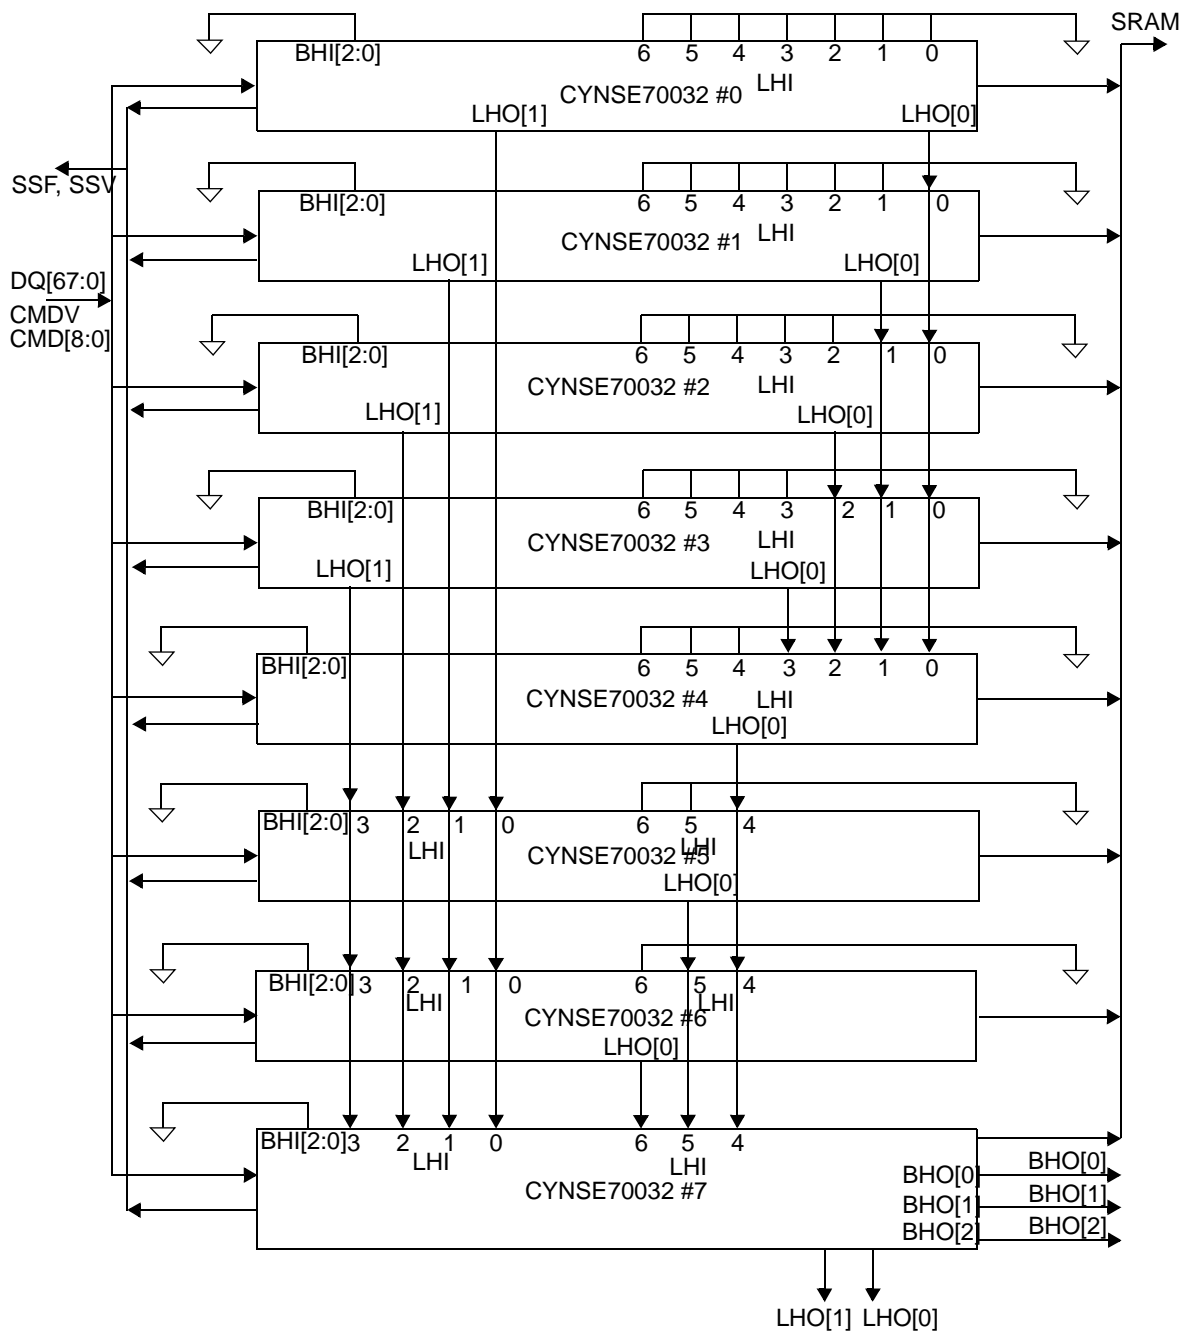 SRAM
BHI[2:0] 6 5 4 3 2 1 0
LHI
CYNSE70032 #0
LHO[1] LHO[0]
SSF, SSV
BHI[2:0] 6 5 4 3 2 1 0
LHI
CYNSE70032 #1
LHO[1] LHO[0]
DQ[67:0]
CMDV
CMD[8:0]
BHI[2:0] 6 5 4 3 2 1 0
CYNSE70032 #2 LHI
LHO[1] LHO[0]
BHI[2:0] 6 5 4 3 2 1 0
CYNSE70032 #3 LHI
LHO[1] LHO[0]
BHI[2:0] 6 5 4 3 2 1 0
CYNSE70032 #4 LHI
LHO[0]
BHI[2:0] 3 2 1 0 6 5 4
LHI CYNSE70032 #5 LHI
LHO[0]
BHI[2:0] 3 2 1 0 6 5 4
LHI CYNSE70032 #6 LHI
LHO[0]
BHI[2:0] 3 2 1 0 6 5 4
LHI LHI
CYNSE70032 #7
BHO[0] BHO[0]
BHO[1] BHO[1]
BHO[2] BHO[2]
LHO[1] LHO[0]